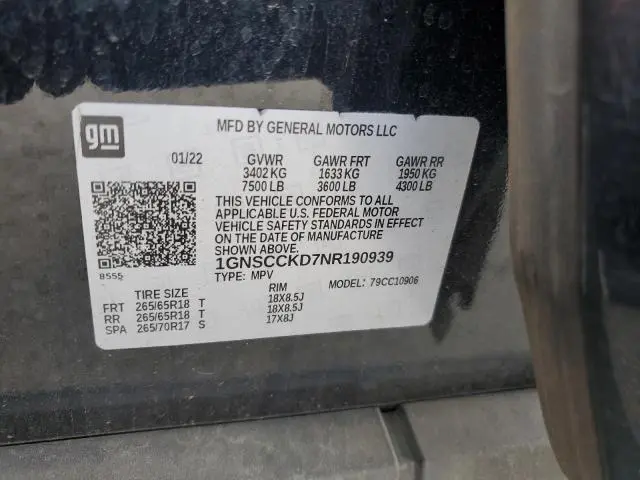 gm
MFD BY GENERAL MOTORS LLC
01/22 GVWR GAWR FRT GAWR RR
3402 KG 1633 KG 1950 KG
7500 LB 3600 LB 4300 LB
THIS VEHICLE CONFORMS TO ALL
APPLICABLE U.S. FEDERAL MOTOR
VEHICLE SAFETY STANDARDS IN EFFECT
ON THE DATE OF MANUFACTURE
SHOWN ABOVE.
8555
1GNSCCKD7NR190939
TYPE: MPV MODEL: 79CC10906
TIRE SIZE RIM
FRT 265/65R18 T 18X8.5J
RR 265/65R18 T 18X8.5J
SPA 265/70R17 S 17X8J